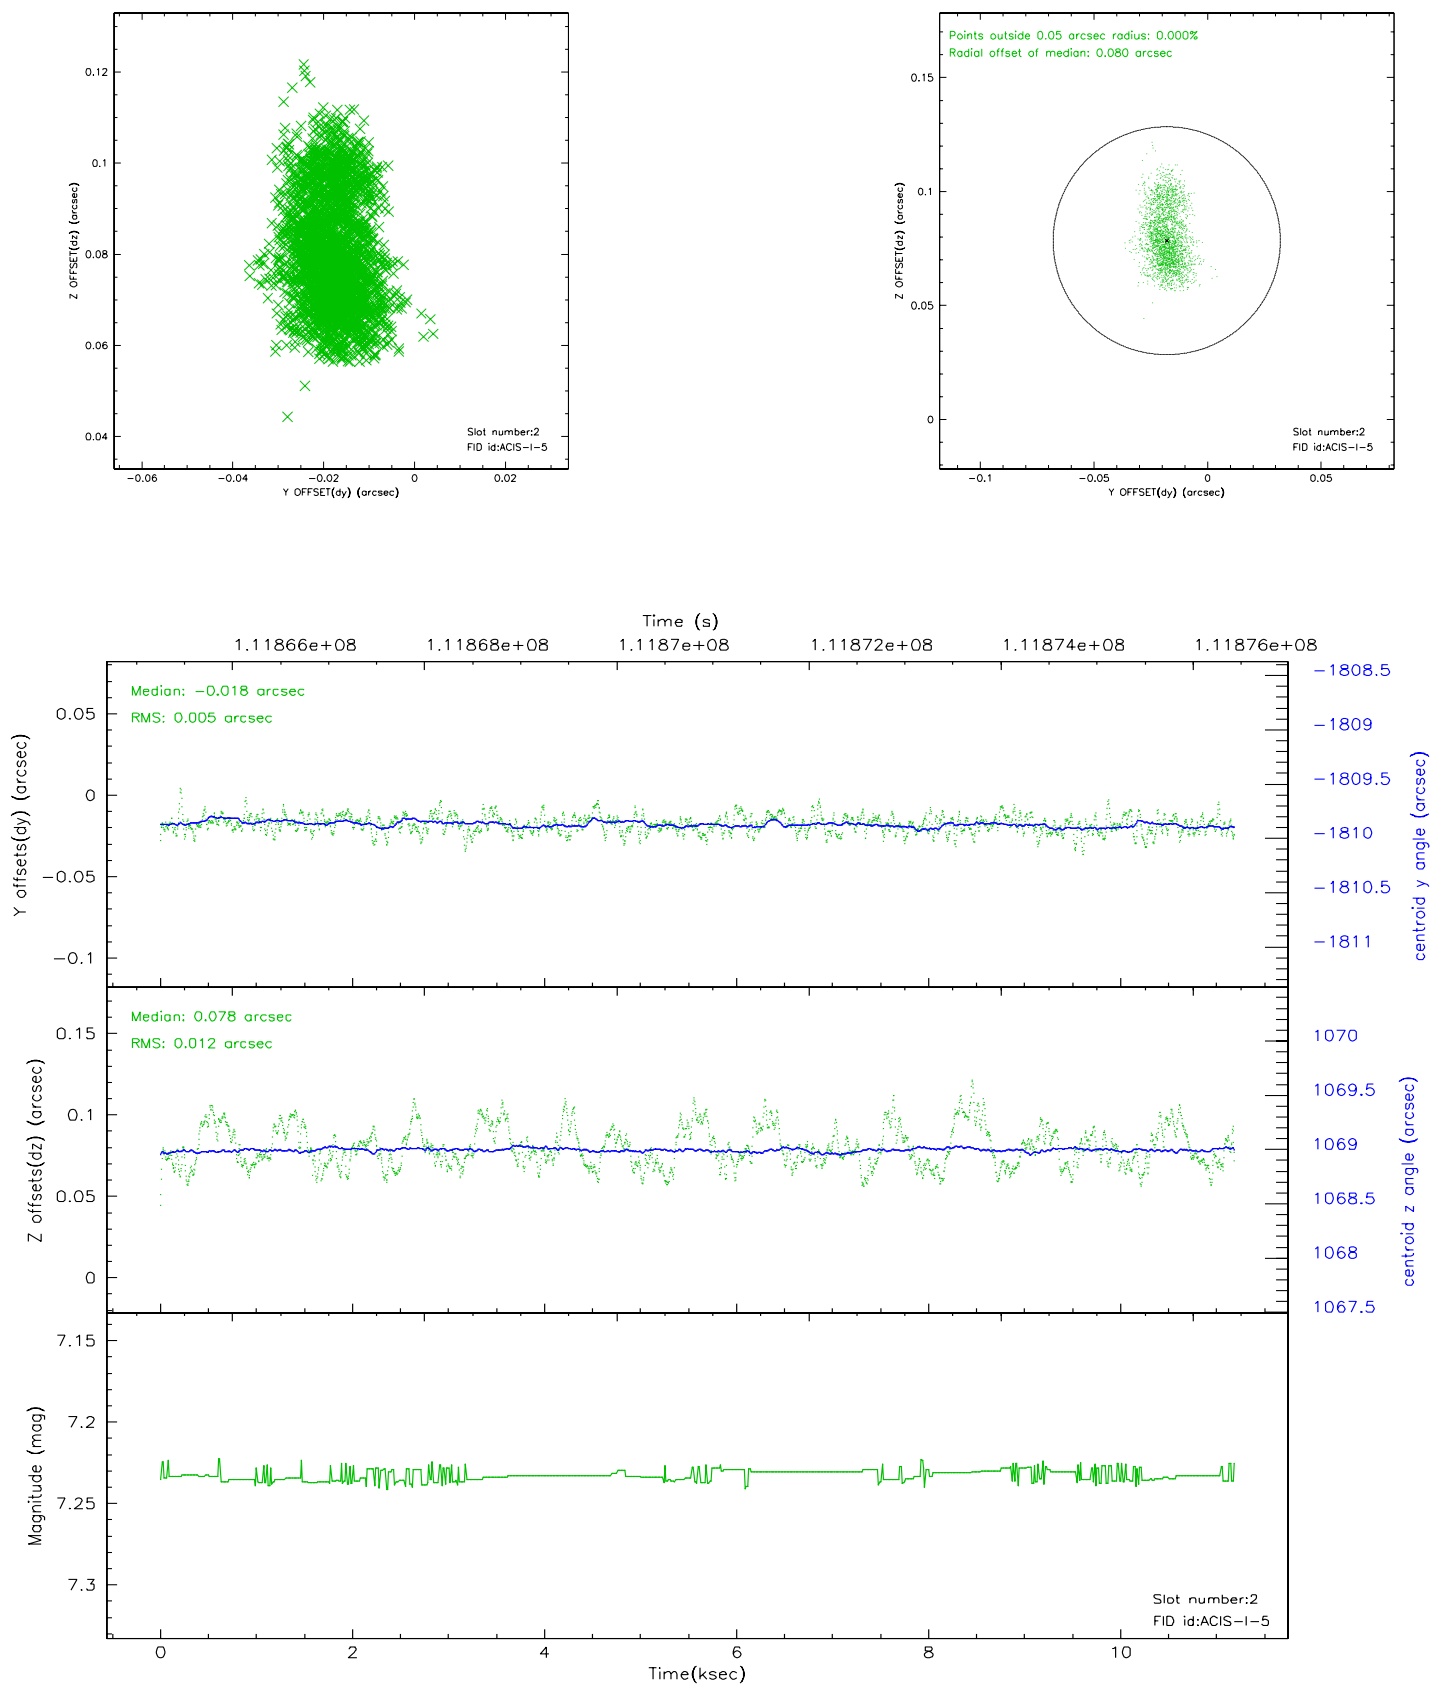 0.12
0.1
0.08
0.06
0.04
Z OFFSET(dz) (arcsec)
Slot number:2
FID id:ACIS-I-5
-0.06
-0.04
-0.02
0
0.02
Y OFFSET(dy) (arcsec)
Points outside 0.05 arcsec radius: 0.000%
Radial offset of median: 0.080 arcsec
0.15
0.1
0.05
0
Z OFFSET(dz) (arcsec)
Slot number:2
FID id:ACIS-I-5
-0.1
-0.05
0
0.05
Y OFFSET(dy) (arcsec)
Time (s)
1.11866e+08
1.11868e+08
1.1187e+08
1.11872e+08
1.11874e+08
1.11876e+08
Median: -0.018 arcsec
RMS: 0.005 arcsec
0.05
0
-0.05
-0.1
Y offsets(dy) (arcsec)
-1808.5
-1809
-1809.5
-1810
-1810.5
-1811
centroid y angle (arcsec)
Median: 0.078 arcsec
RMS: 0.012 arcsec
0.15
0.1
0.05
0
Z offsets(dz) (arcsec)
1070
1069.5
1069
1068.5
1068
1067.5
centroid z angle (arcsec)
7.15
7.2
7.25
7.3
Magnitude (mag)
Slot number:2
FID id:ACIS-I-5
0
2
4
6
8
10
Time(ksec)